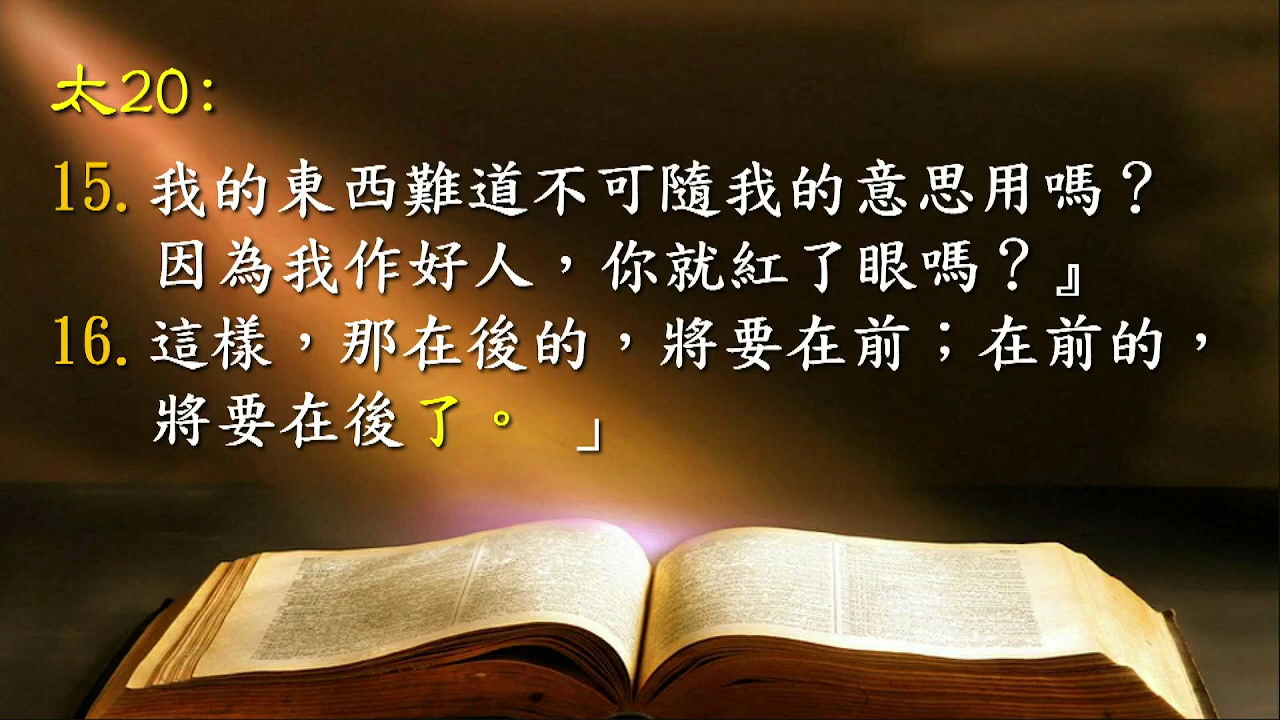 太20：
15. 我的東西難道不可隨我的意思用嗎？
因為我作好人，你就紅了眼嗎？』
16. 這樣，那在後的，將要在前；在前的，
將要在後了。 」